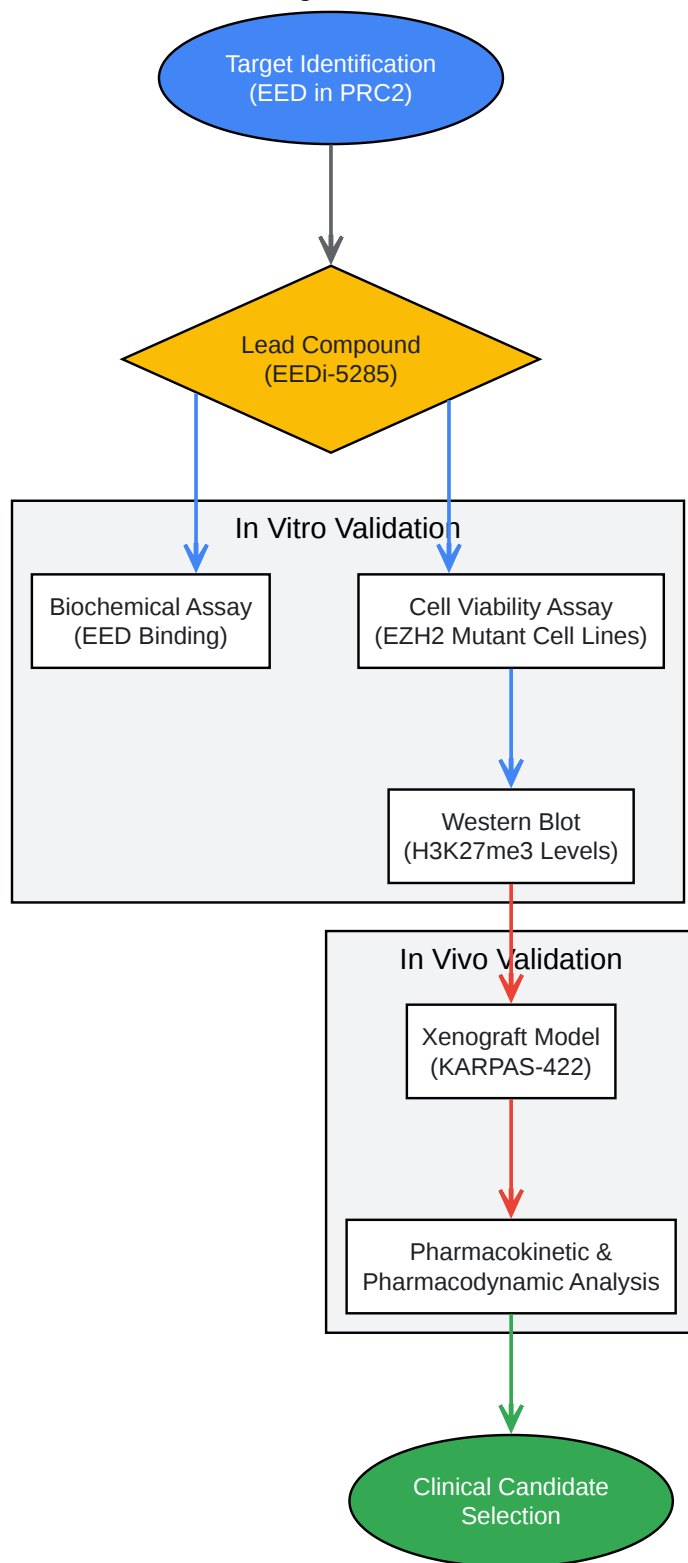 Target Identification
(EED in PRC2)
Lead Compound
(EEDi-5285)
In Vitro Validation
Biochemical Assay
(EED Binding)
Cell Viability Assay
(EZH2 Mutant Cell Lines)
Western Blot
(H3K27me3 Levels)
In Vivo Validation
Xenograft Model
(KARPAS-422)
Pharmacokinetic &
Pharmacodynamic Analysis
Clinical Candidate
Selection